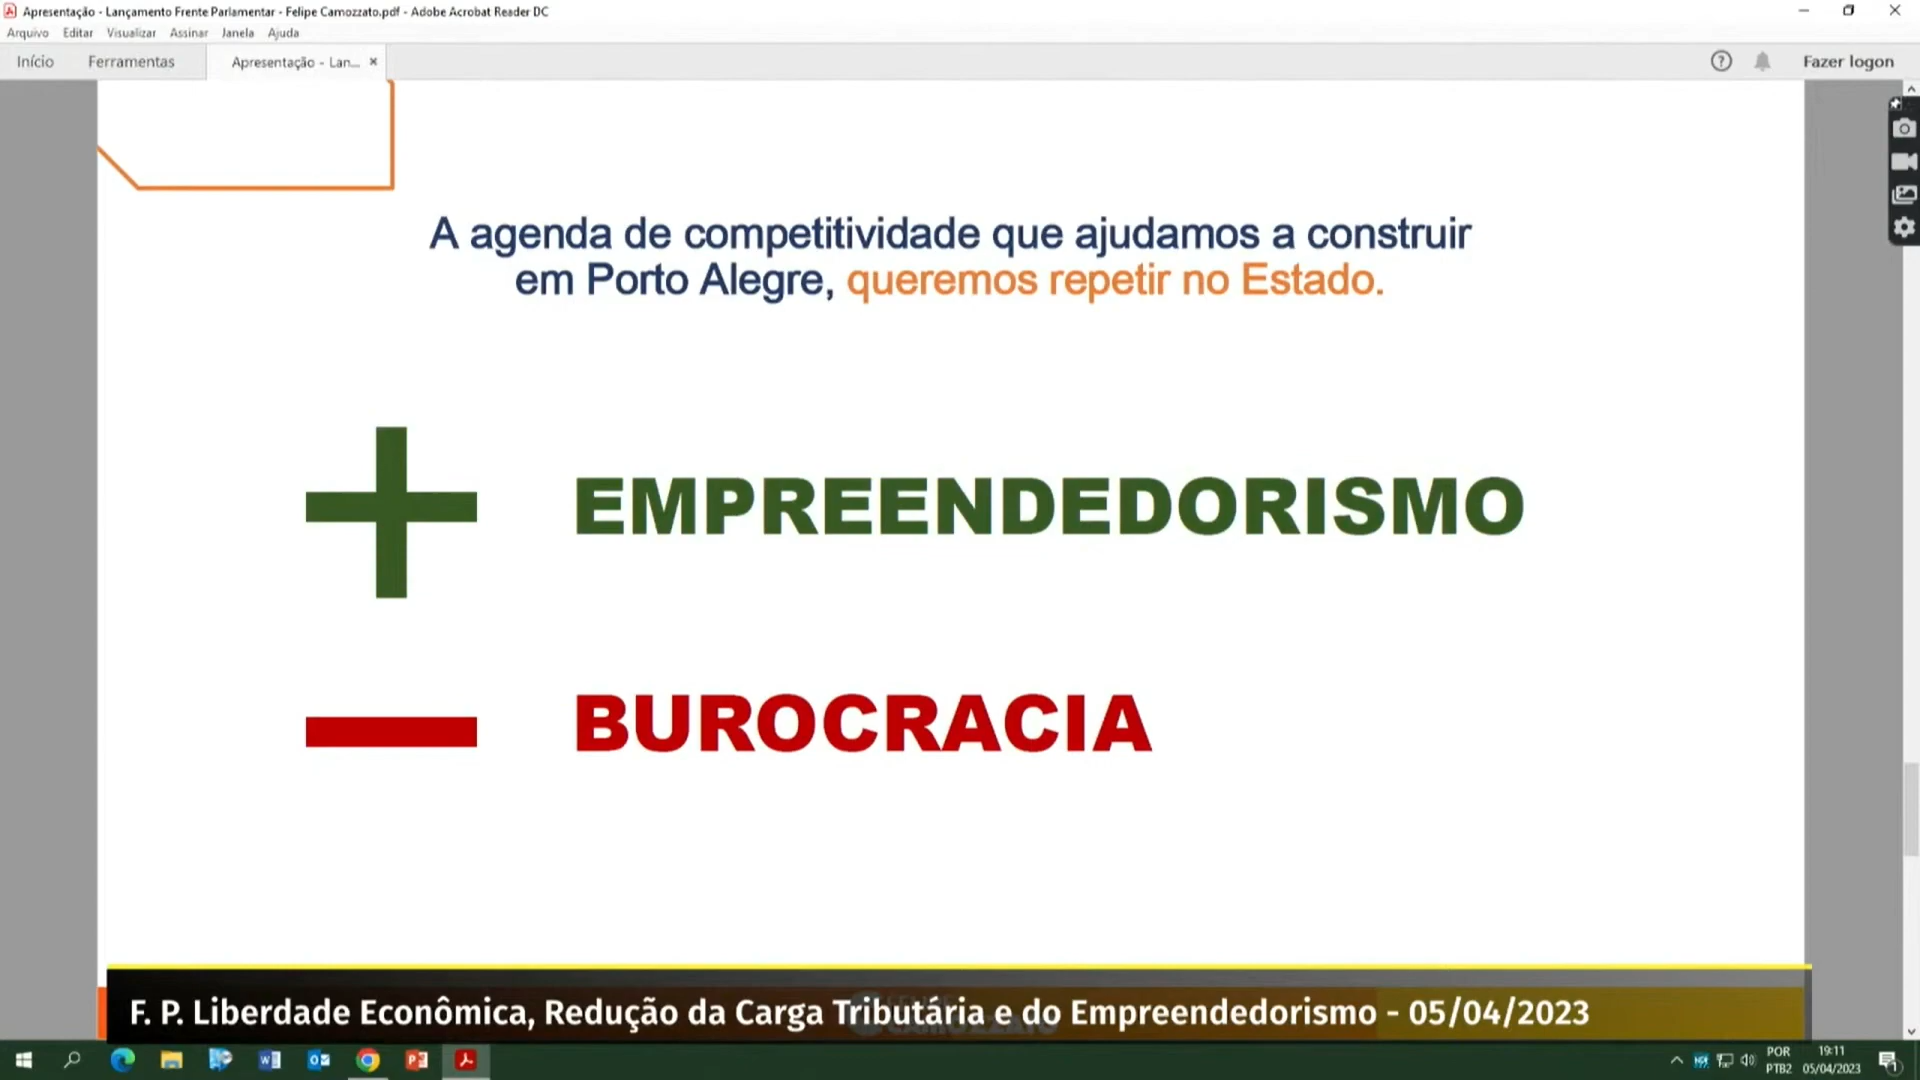 Apresentação - Lançamento Frente Parlamentar - Felipe Camozzato.pdf - Adobe Acrobat Reader DC
Arquivo Editar Visualizar Assinar Janela Ajuda
Início Ferramentas Apresentação - Lan... × Fazer logon
A agenda de competitividade que ajudamos a construir
em Porto Alegre, queremos repetir no Estado.
+ EMPREENDEDORISMO
- BUROCRACIA
F. P. Liberdade Econômica, Redução da Carga Tributária e do Empreendedorismo - 05/04/2023
POR 19:11
PTB2 05/04/2023